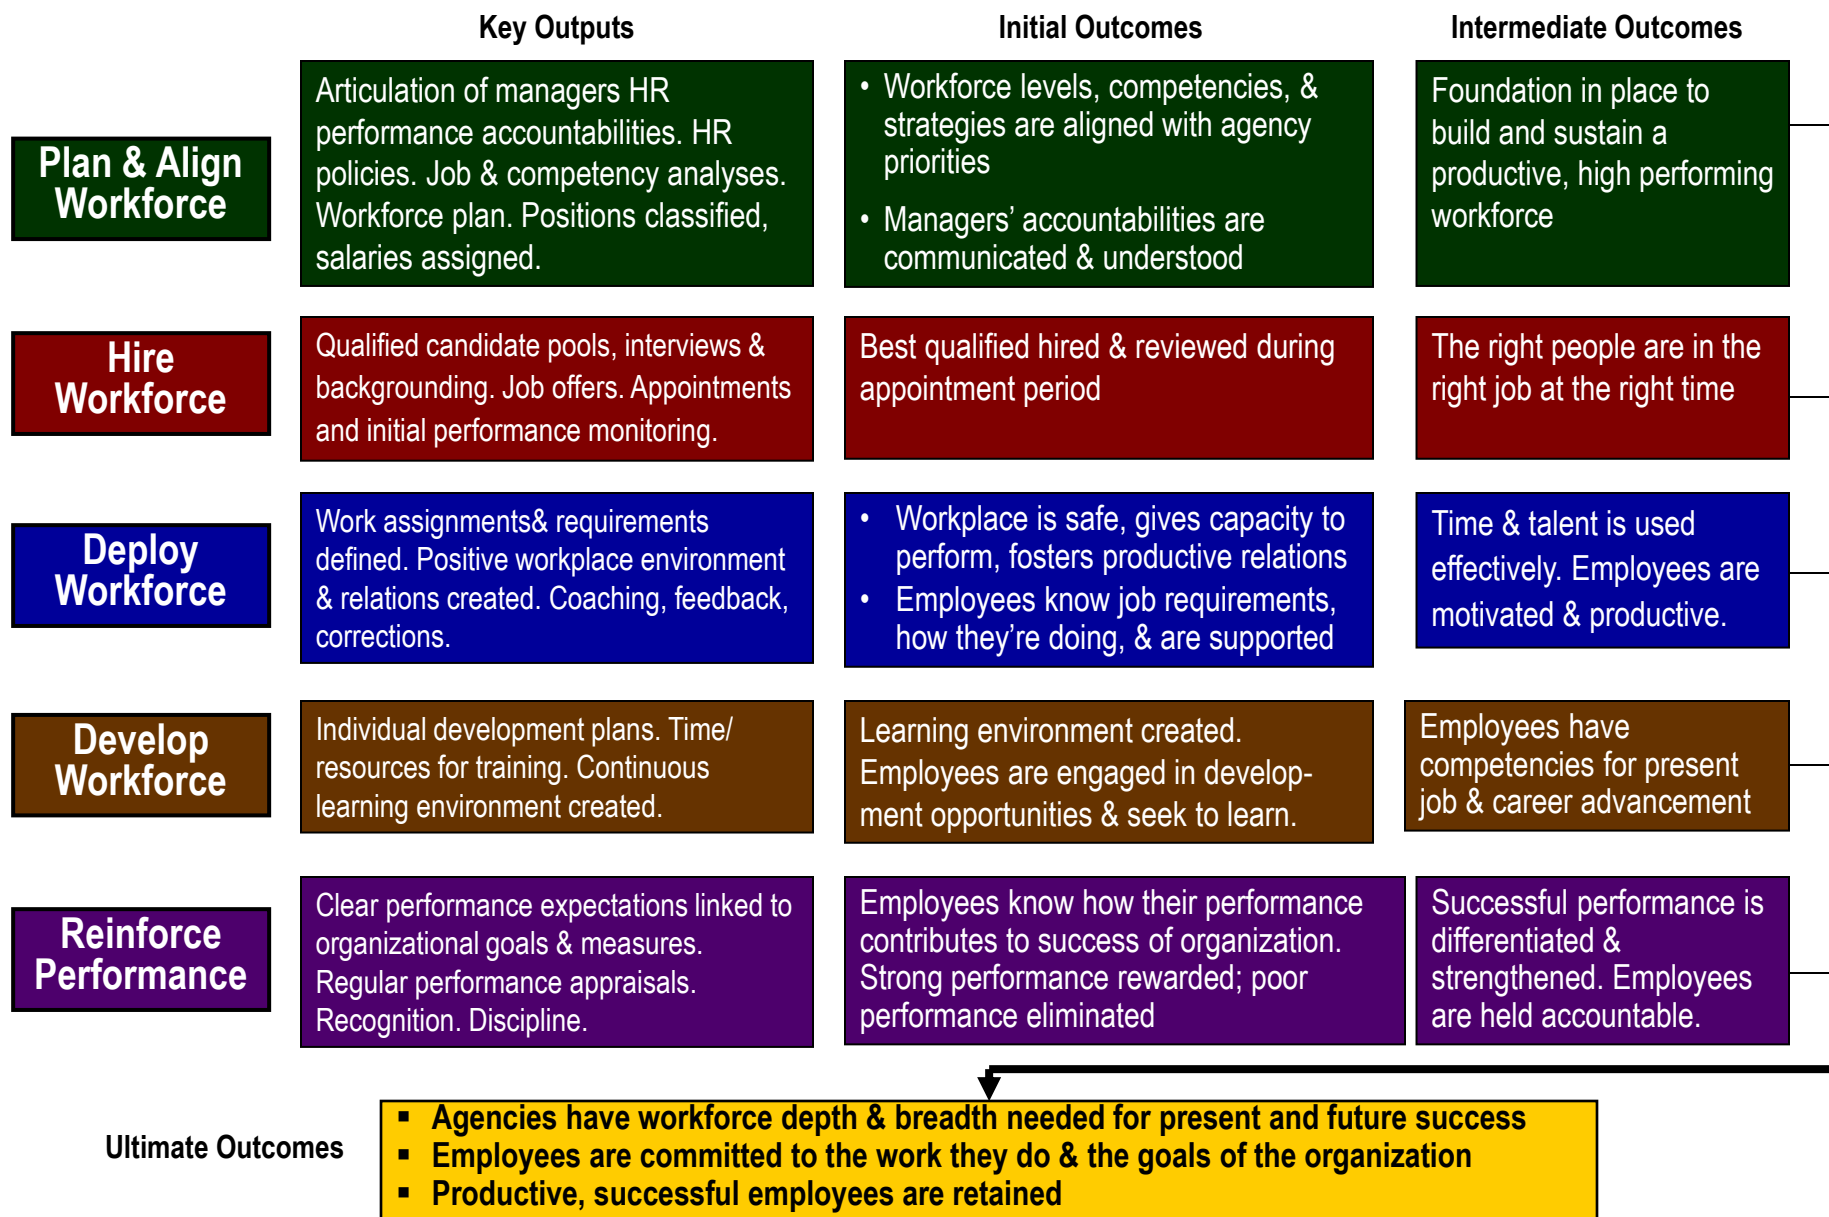 Key Outputs
Initial Outcomes
Intermediate Outcomes
Plan & Align
Workforce
Articulation of managers HR
performance accountabilities. HR
policies. Job & competency analyses.
Workforce plan. Positions classified,
salaries assigned.
• Workforce levels, competencies, &
strategies are aligned with agency
priorities
• Managers’ accountabilities are
communicated & understood
Foundation in place to
build and sustain a
productive, high performing
workforce
Hire
Workforce
Qualified candidate pools, interviews &
backgrounding. Job offers. Appointments
and initial performance monitoring.
Best qualified hired & reviewed during
appointment period
The right people are in the
right job at the right time
Deploy
Workforce
Work assignments& requirements
defined. Positive workplace environment
& relations created. Coaching, feedback,
corrections.
• Workplace is safe, gives capacity to
perform, fosters productive relations
• Employees know job requirements,
how they’re doing, & are supported
Time & talent is used
effectively. Employees are
motivated & productive.
Develop
Workforce
Individual development plans. Time/
resources for training. Continuous
learning environment created.
Learning environment created.
Employees are engaged in develop-
ment opportunities & seek to learn.
Employees have
competencies for present
job & career advancement
Reinforce
Performance
Clear performance expectations linked to
organizational goals & measures.
Regular performance appraisals.
Recognition. Discipline.
Employees know how their performance
contributes to success of organization.
Strong performance rewarded; poor
performance eliminated
Successful performance is
differentiated &
strengthened. Employees
are held accountable.
Ultimate Outcomes
▪ Agencies have workforce depth & breadth needed for present and future success
▪ Employees are committed to the work they do & the goals of the organization
▪ Productive, successful employees are retained